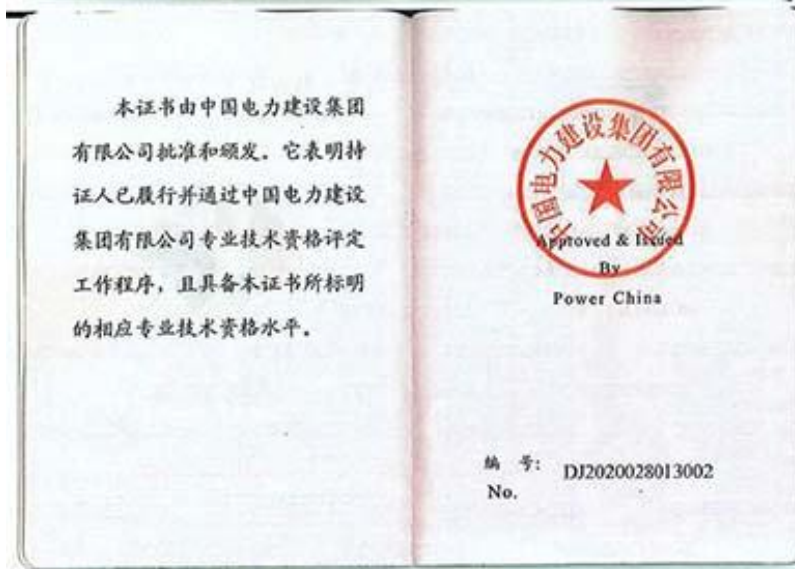 本证书由中国电力建设集团
有限公司批准和颁发。它表明持
证人已履行并通过中国电力建设
集团有限公司专业技术资格评定
工作程序，且具备本证书所标明
的相应专业技术资格水平。
中国电力建设集团有限公司
Approved & Issued
By
Power China
编 号: DJ2020028013002
No.